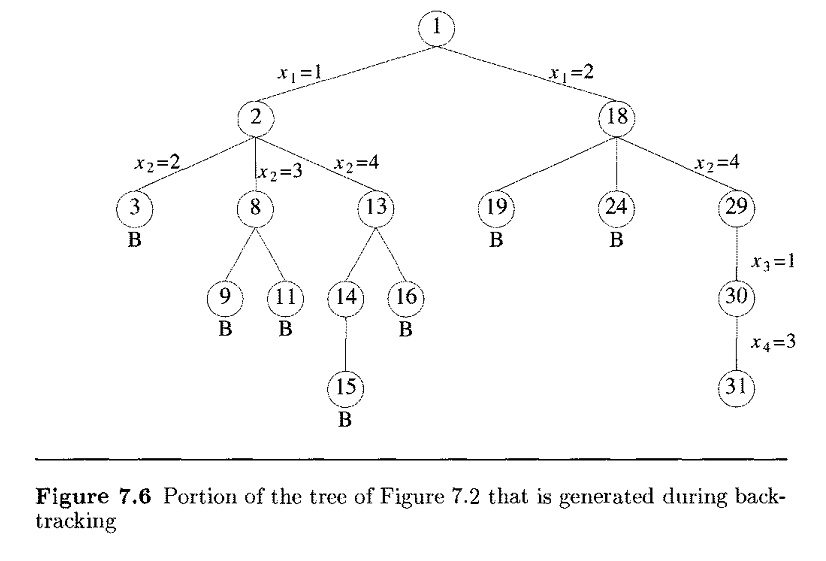 1
x1=1 x1=2
2 18
x2=2 x2=3 x2=4 x2=4
3 8 13 19 24 29
B B B
x3=1
9 11 14 16 30
B B B
x4=3
15 31
B
Figure 7.6 Portion of the tree of Figure 7.2 that is generated during back-
tracking